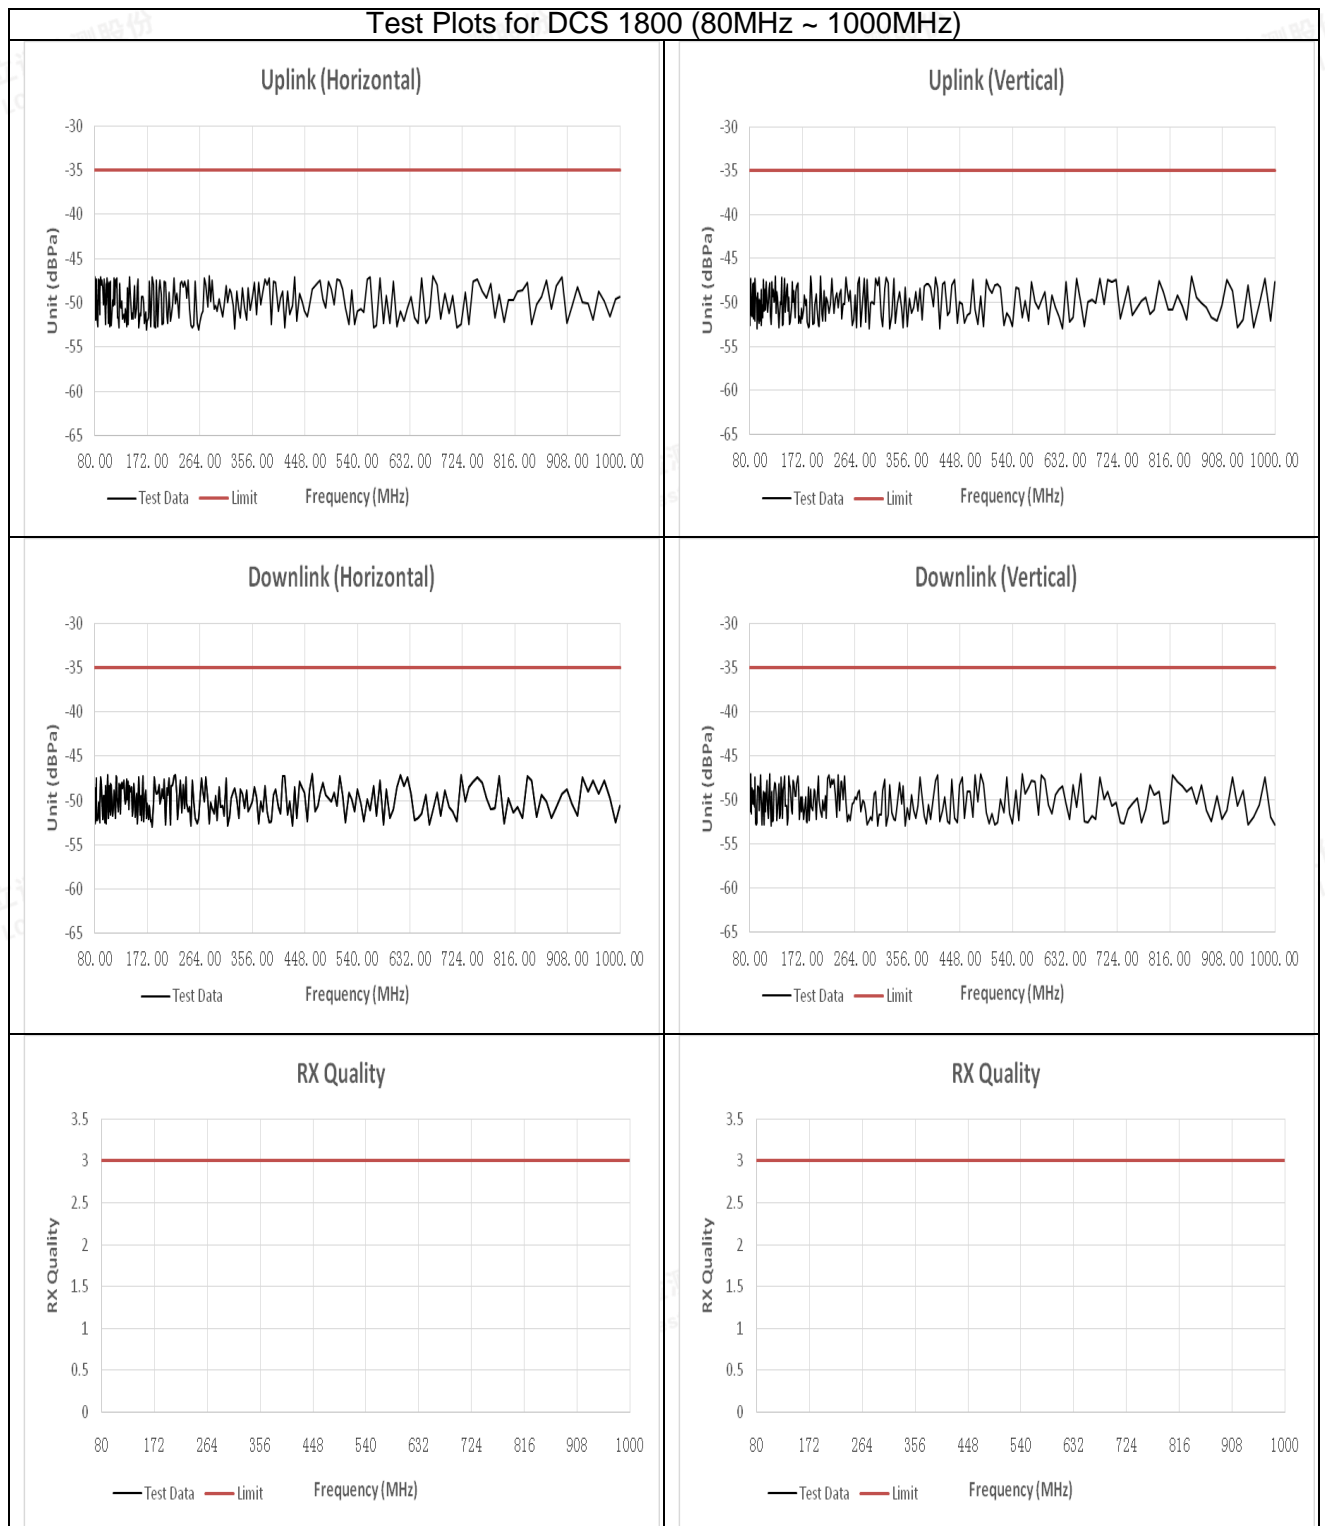 Test Plots for DCS 1800 (80MHz ~ 1000MHz)
Uplink (Horizontal)
-30
-35
-40
-45
-50
-55
-60
-65
Unit (dBPa)
80.00 172.00 264.00 356.00 448.00 540.00 632.00 724.00 816.00 908.00 1000.00
Test Data Limit Frequency (MHz)
Uplink (Vertical)
-30
-35
-40
-45
-50
-55
-60
-65
Unit (dBPa)
80.00 172.00 264.00 356.00 448.00 540.00 632.00 724.00 816.00 908.00 1000.00
Test Data Limit Frequency (MHz)
Downlink (Horizontal)
-30
-35
-40
-45
-50
-55
-60
-65
Unit (dBPa)
80.00 172.00 264.00 356.00 448.00 540.00 632.00 724.00 816.00 908.00 1000.00
Test Data Frequency (MHz)
Downlink (Vertical)
-30
-35
-40
-45
-50
-55
-60
-65
Unit (dBPa)
80.00 172.00 264.00 356.00 448.00 540.00 632.00 724.00 816.00 908.00 1000.00
Test Data Limit Frequency (MHz)
RX Quality
3.5
3
2.5
2
1.5
1
0.5
0
RX Quality
80 172 264 356 448 540 632 724 816 908 1000
Test Data Limit Frequency (MHz)
RX Quality
3.5
3
2.5
2
1.5
1
0.5
0
RX Quality
80 172 264 356 448 540 632 724 816 908 1000
Test Data Limit Frequency (MHz)